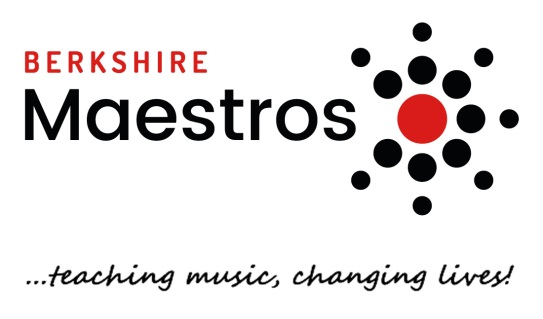 BERKSHIRE
Maestros
...teaching music, changing lives!